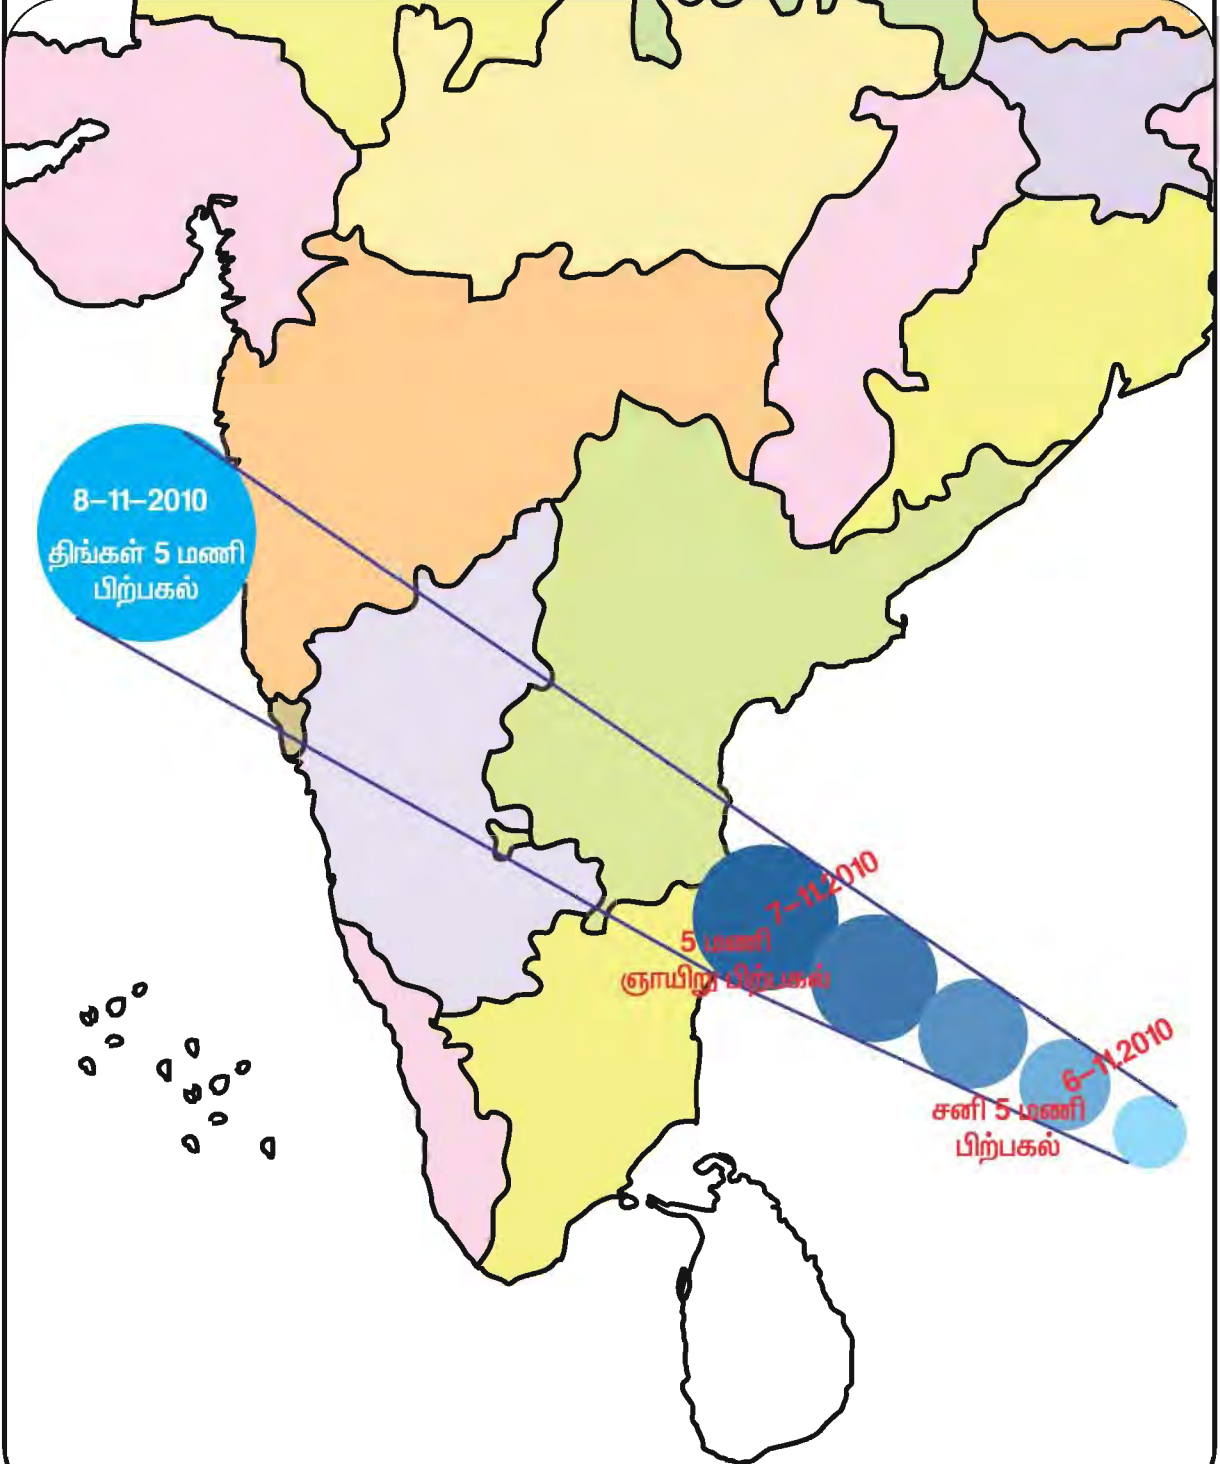 8–11–2010
திங்கள் 5 மணி
பிற்பகல்
7–11.2010
5 மணி
ஞாயிறு பிற்பகல்
6–11.2010
சனி 5 மணி
பிற்பகல்